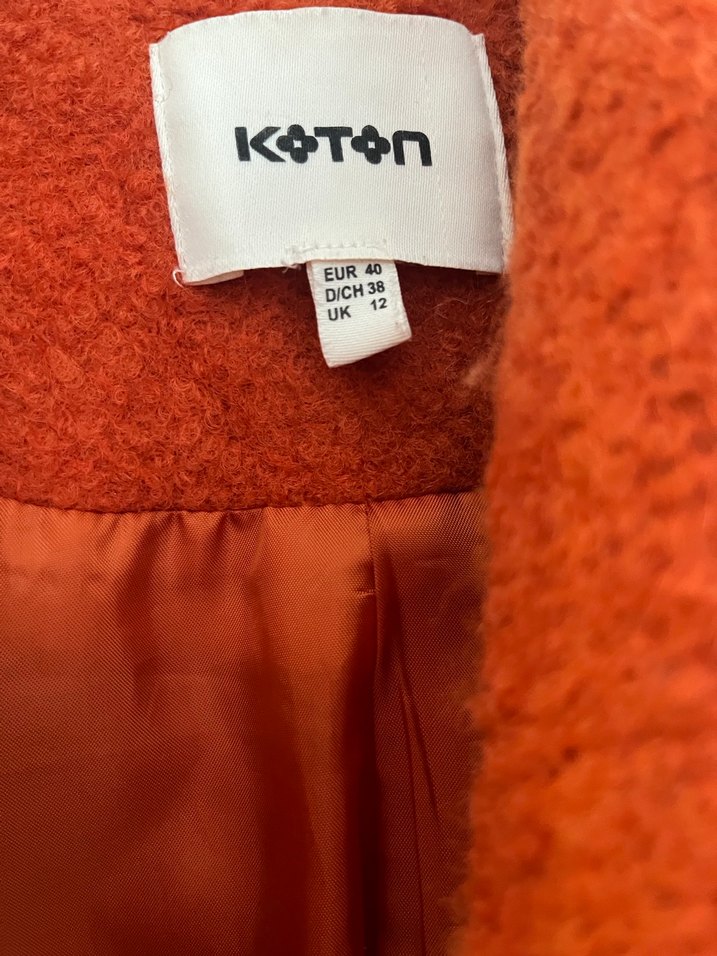 KOTON
EUR 40
D/CH 38
UK 12